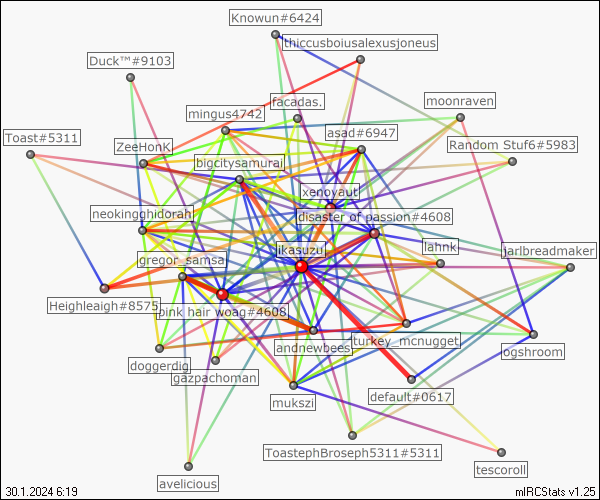 Knowun#6424
thiccusboiusalexusjoneus
Duck™#9103
facadas.
moonraven
mingus4742
Toast#5311
asad#6947
ZeeHonK
Random Stuf6#5983
bigcitysamurai
xenoyaut
neokingghidorah
disaster of passion#4608
ikasuzu
lahnk
jarlbreadmaker
gregor_samsa
Heighleaigh#8575
pink hair woag#4608
andnewbees
turkey_mcnugget
ogshroom
doggerdig
gazpachoman
default#0617
mukszi
ToastephBroseph5311#5311
tescoroll
avelicious
30.1.2024 6:19
mIRCStats v1.25